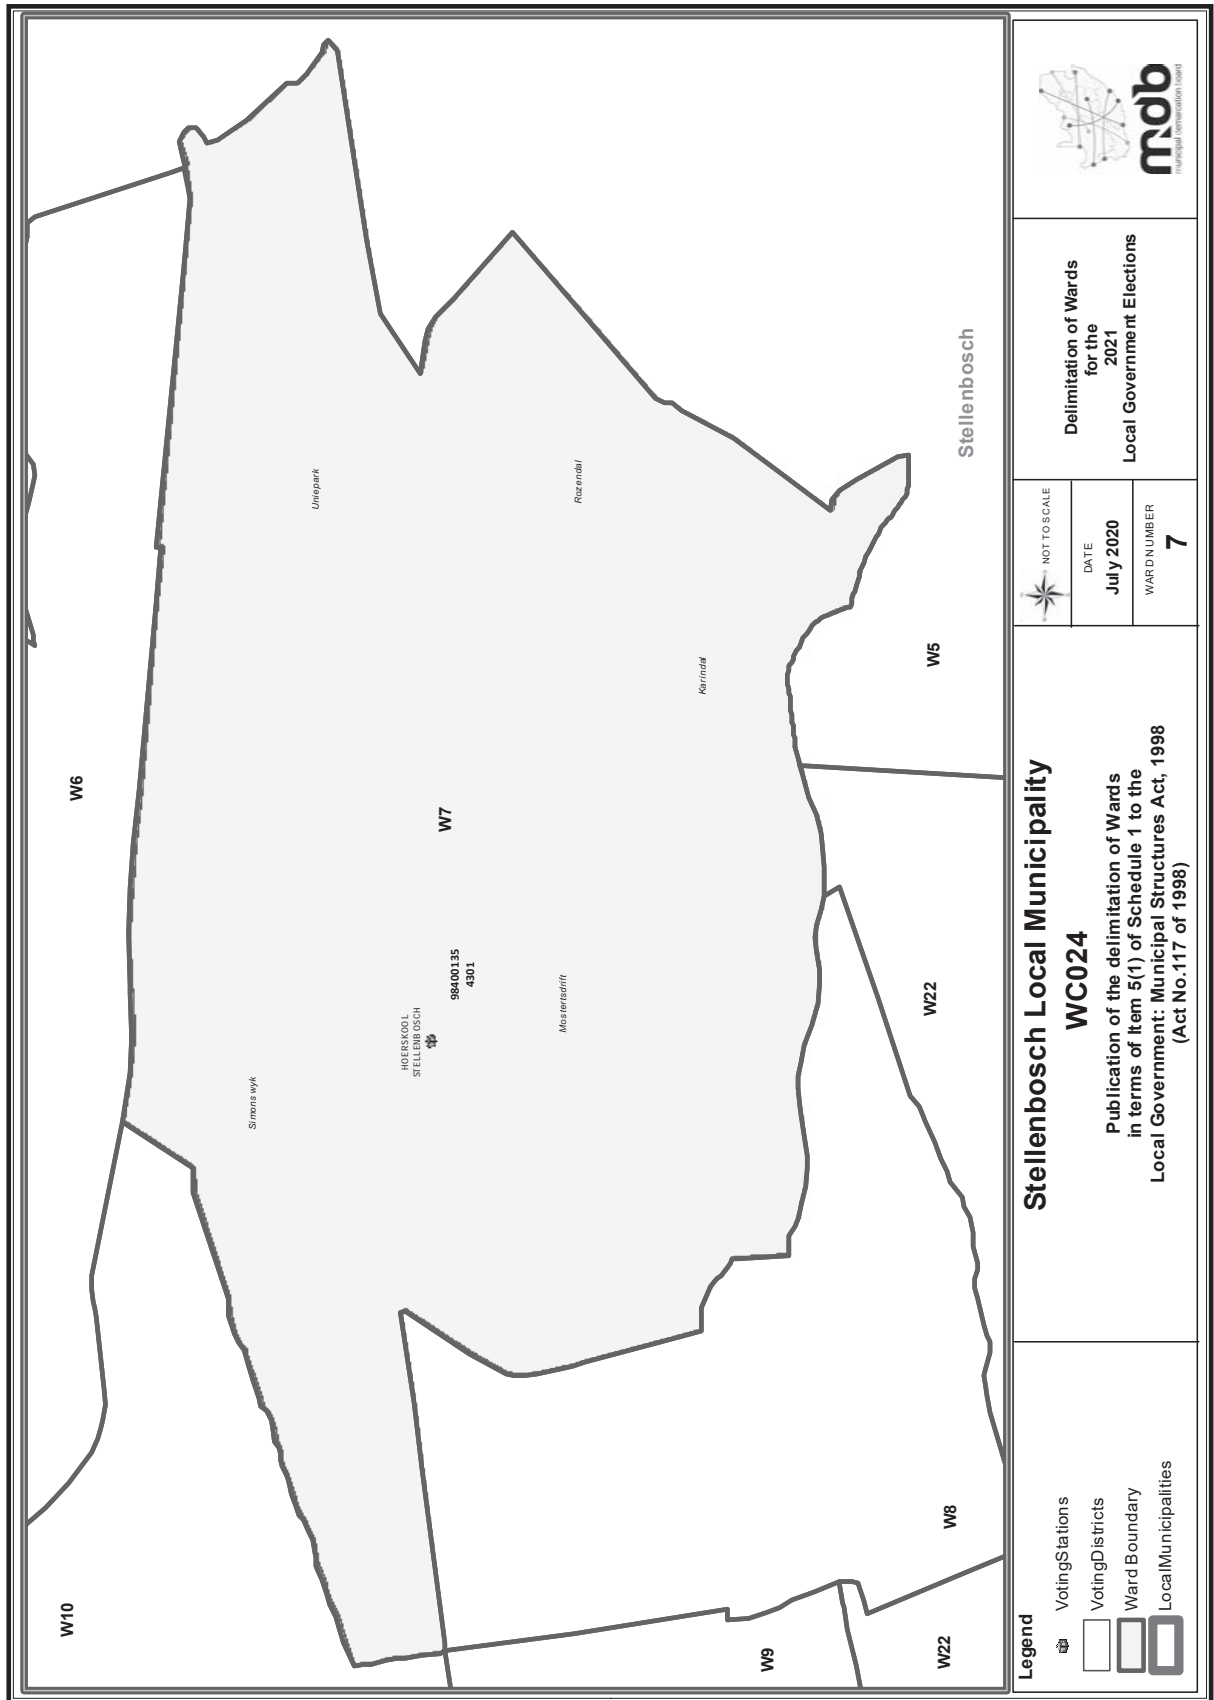 W10
W6
Simonswyk
Uniepark
HOERSKOOL
STELLENBOSCH
W7
98400135
4301
Mostertsdrift
Rozendal
Karindal
W9
W22
W8
W22
W5
Stellenbosch
Legend
VotingStations
VotingDistricts
Ward Boundary
LocalMunicipalities
Stellenbosch Local Municipality
WC024
Publication of the delimitation of Wards
in terms of Item 5(1) of Schedule 1 to the
Local Government: Municipal Structures Act, 1998
(Act No.117 of 1998)
NOT TO SCALE
DATE
July 2020
WARD NUMBER
7
Delimitation of Wards
for the
2021
Local Government Elections
mdb
municipal demarcation board